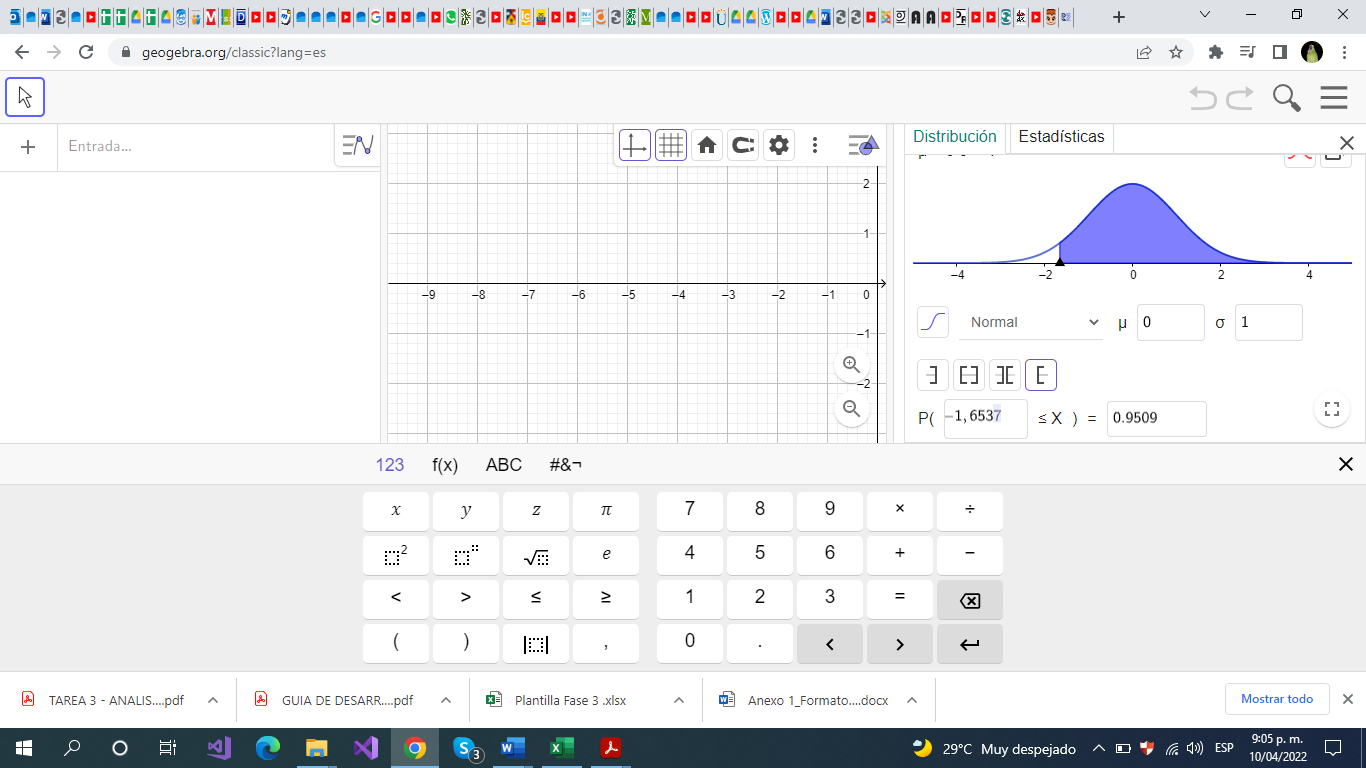 geogebra.org/classic?lang=es
Entrada...
Distribución
Estadísticas
2
1
−9 −8 −7 −6 −5 −4 −3 −2 −1 0
−1
−2
−4 −2 0 2 4
Normal
μ 0 σ 1
P( −1,6537 ≤ X ) = 0.9509
123 f(x) ABC #&¬
x y z π 7 8 9 × ÷
2 e 4 5 6 + −
< > ≤ ≥ 1 2 3 =
( ) , 0 . < >
TAREA 3 - ANALIS....pdf
GUIA DE DESARR....pdf
Plantilla Fase 3 .xlsx
Anexo 1_Formato....docx
Mostrar todo
3
29°C Muy despejado
ESP
9:05 p. m.
10/04/2022